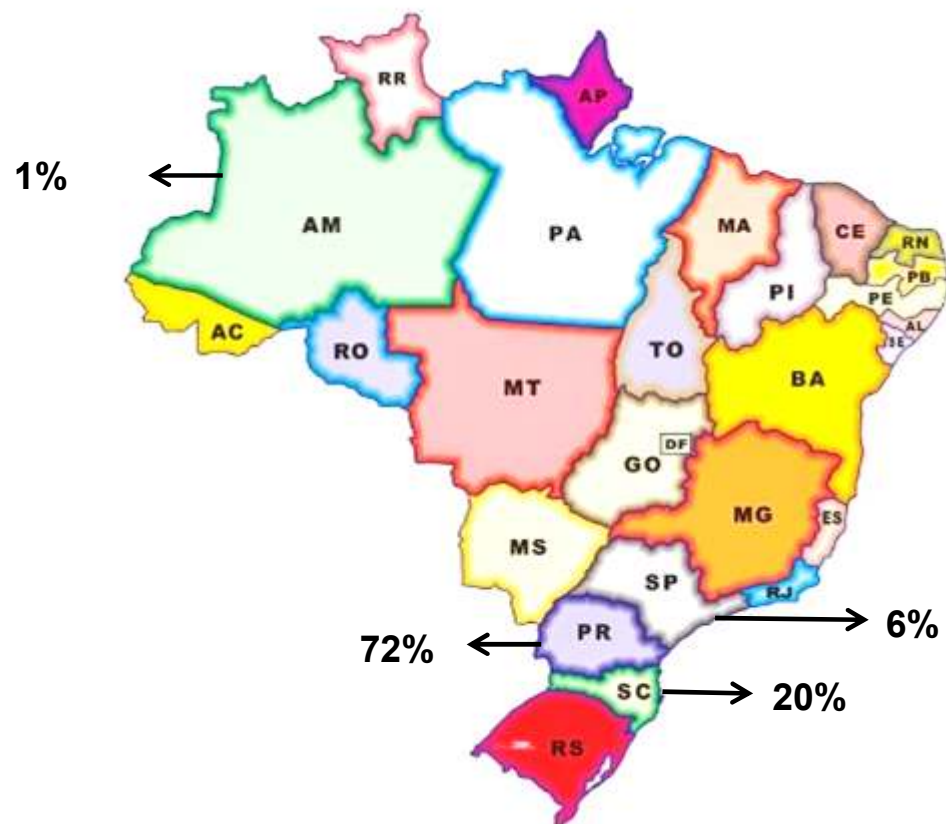 RR
AP
1%
AM
PA
MA
CE
RN
PB
PI
PE
AC
RO
TO
AL
SE
MT
BA
DF
GO
MG
ES
MS
SP
RJ
PR
6%
72%
SC
20%
RS